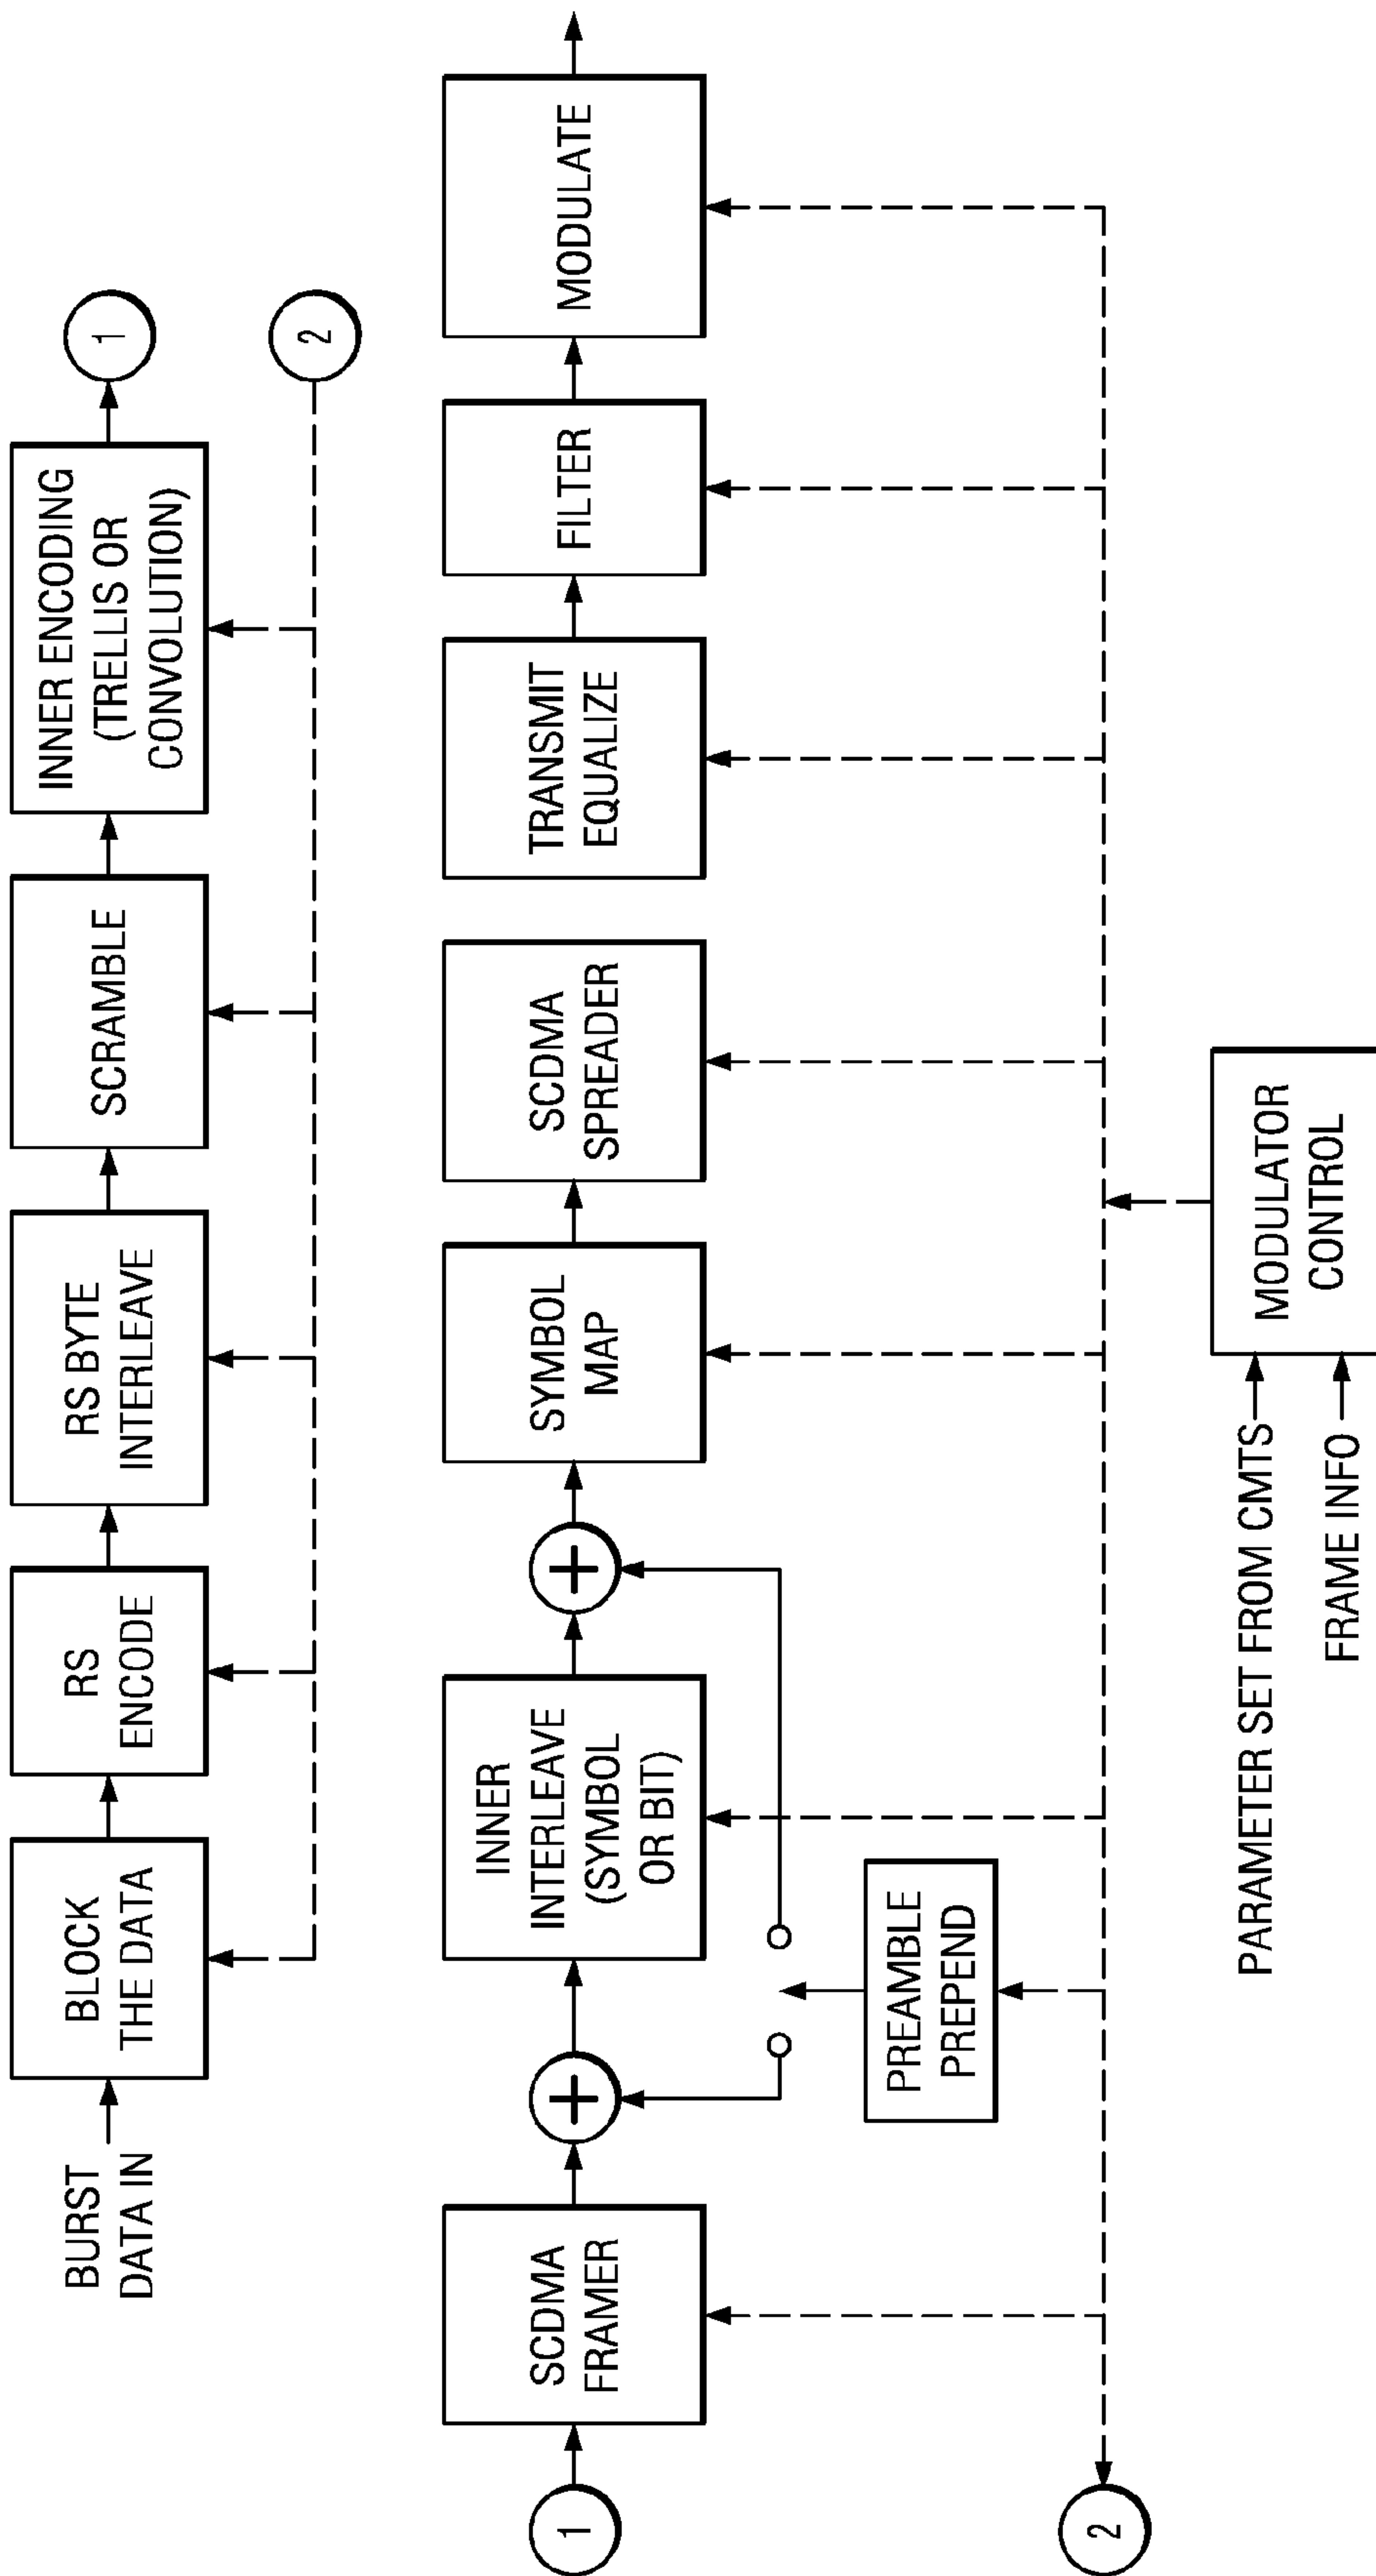 BURST
DATA IN
BLOCK
THE DATA
RS
ENCODE
RS BYTE
INTERLEAVE
SCRAMBLE
INNER ENCODING
(TRELLIS OR
CONVOLUTION)
1
2
1
SCDMA
FRAMER
+
INNER
INTERLEAVE
(SYMBOL
OR BIT)
+
SYMBOL
MAP
SCDMA
SPREADER
TRANSMIT
EQUALIZE
FILTER
MODULATE
PREAMBLE
PREPEND
2
PARAMETER SET FROM CMTS
FRAME INFO
MODULATOR
CONTROL